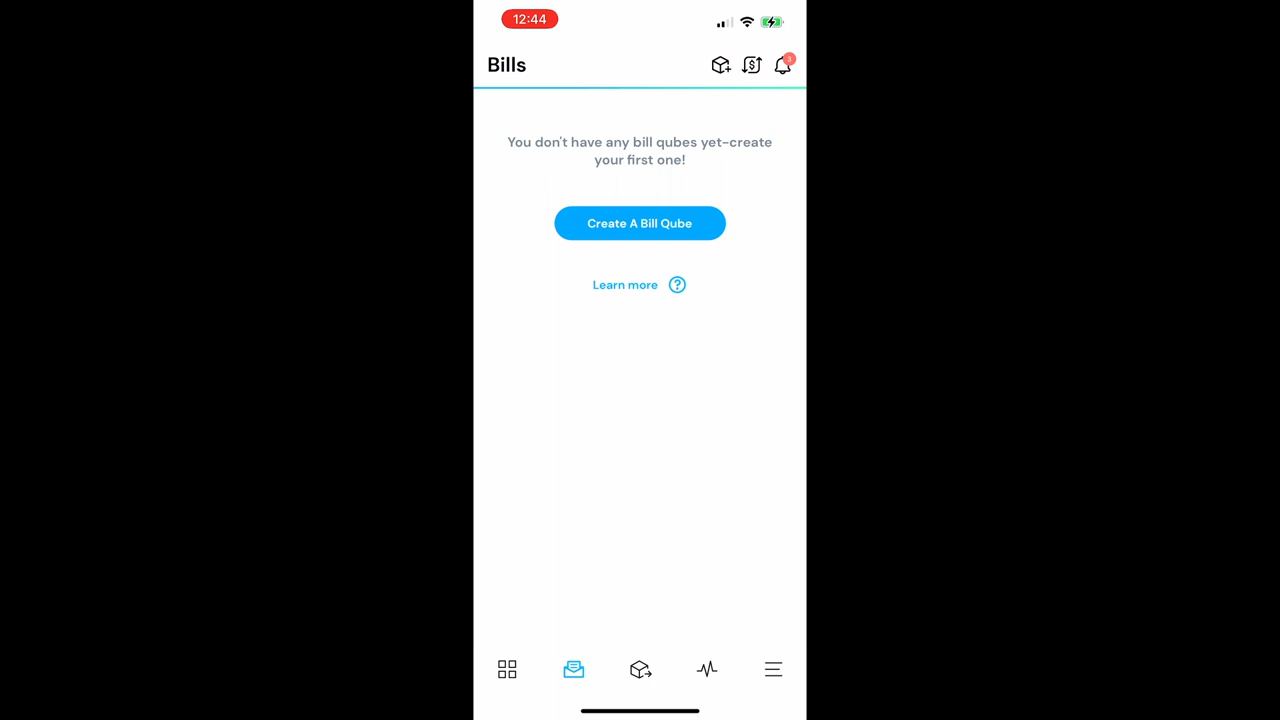 12:44
Bills
3
You don't have any bill qubes yet-create
your first one!
Create A Bill Qube
Learn more ?